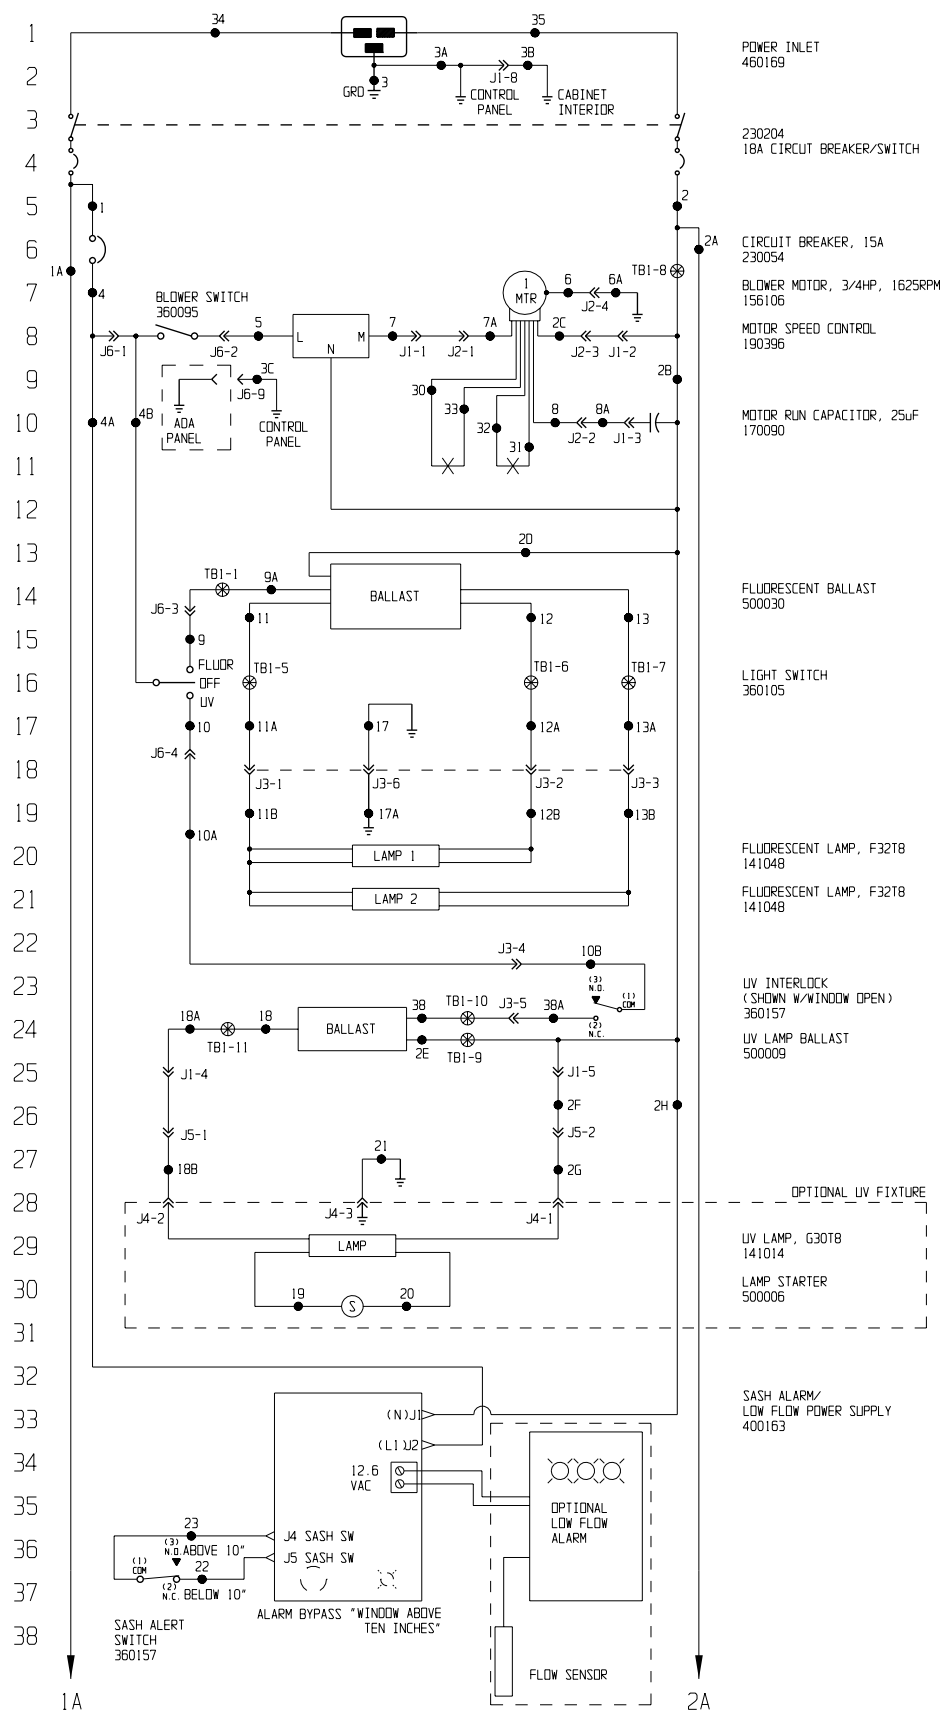 1
34
35
POWER INLET
460169
2
3A
3B
J1-8
3
GRD
CONTROL
PANEL
CABINET
INTERIOR
3
230204
18A CIRCUT BREAKER/SWITCH
4
5
1
2
6
2A
CIRCUIT BREAKER, 15A
230054
1A
TB1-8
7
4
BLOWER SWITCH
360095
1
MTR
6
6A
J2-4
BLOWER MOTOR, 3/4HP, 1625RPM
156106
8
J6-1
J6-2
5
L
N
M
7
J1-1
J2-1
7A
2C
J2-3
J1-2
MOTOR SPEED CONTROL
190396
9
3C
J6-9
30
2B
10
4A
4B
ADA
PANEL
CONTROL
PANEL
33
32
31
8
8A
J2-2
J1-3
MOTOR RUN CAPACITOR, 25uF
170090
11
12
13
2D
14
TB1-1
9A
BALLAST
FLUORESCENT BALLAST
500030
J6-3
11
12
13
15
9
16
FLUOR
OFF
UV
TB1-5
TB1-6
TB1-7
LIGHT SWITCH
360105
17
10
11A
17
12A
13A
J6-4
18
J3-1
J3-6
J3-2
J3-3
19
10A
11B
17A
12B
13B
20
LAMP 1
FLUORESCENT LAMP, F32T8
141048
21
LAMP 2
FLUORESCENT LAMP, F32T8
141048
22
J3-4
10B
23
(3)
N.O.
(1)
COM
(2)
N.C.
UV INTERLOCK
(SHOWN W/WINDOW OPEN)
360157
24
18A
TB1-11
18
BALLAST
38
TB1-10
J3-5
38A
2E
TB1-9
UV LAMP BALLAST
500009
25
J1-4
J1-5
26
2F
2H
J5-1
J5-2
27
18B
21
2G
28
J4-2
J4-3
J4-1
OPTIONAL UV FIXTURE
29
LAMP
UV LAMP, G30T8
141014
30
19
S
20
LAMP STARTER
500006
31
32
33
(N)J1
SASH ALARM/
LOW FLOW POWER SUPPLY
400163
34
(L1)J2
12.6
VAC
35
OPTIONAL
LOW FLOW
ALARM
36
23
J4 SASH SW
(3)
N.O.
ABOVE 10"
J5 SASH SW
(1)
COM
37
22
(2)
N.C.
BELOW 10"
ALARM BYPASS
"WINDOW ABOVE
TEN INCHES"
38
SASH ALERT
SWITCH
360157
FLOW SENSOR
1A
2A